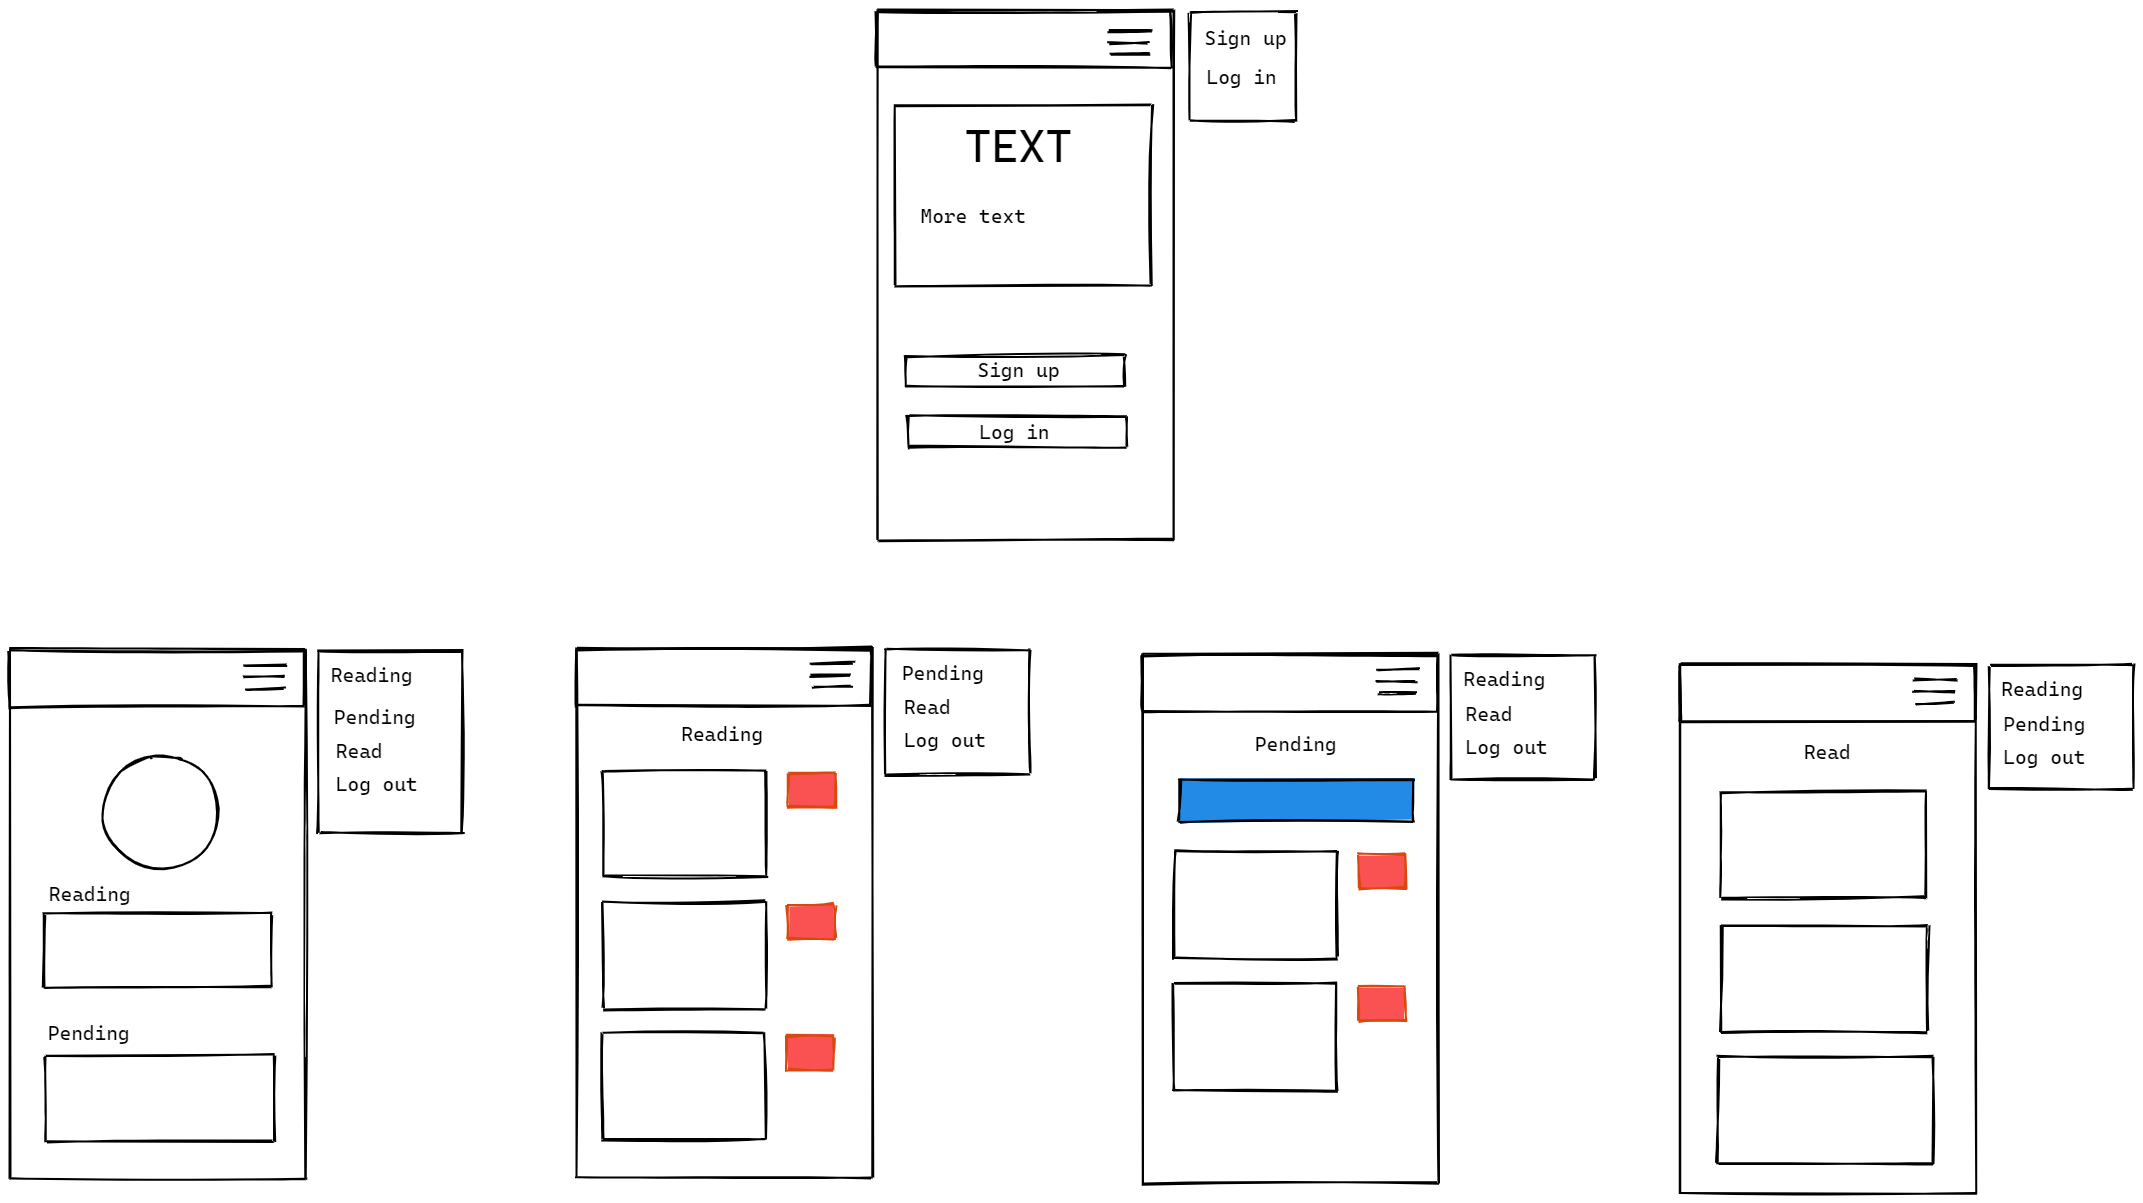 Sign up
Log in
TEXT
More text
Sign up
Log in
Reading
Pending
Read
Log out
Reading
Pending
Pending
Read
Log out
Reading
Reading
Read
Log out
Pending
Reading
Pending
Log out
Read